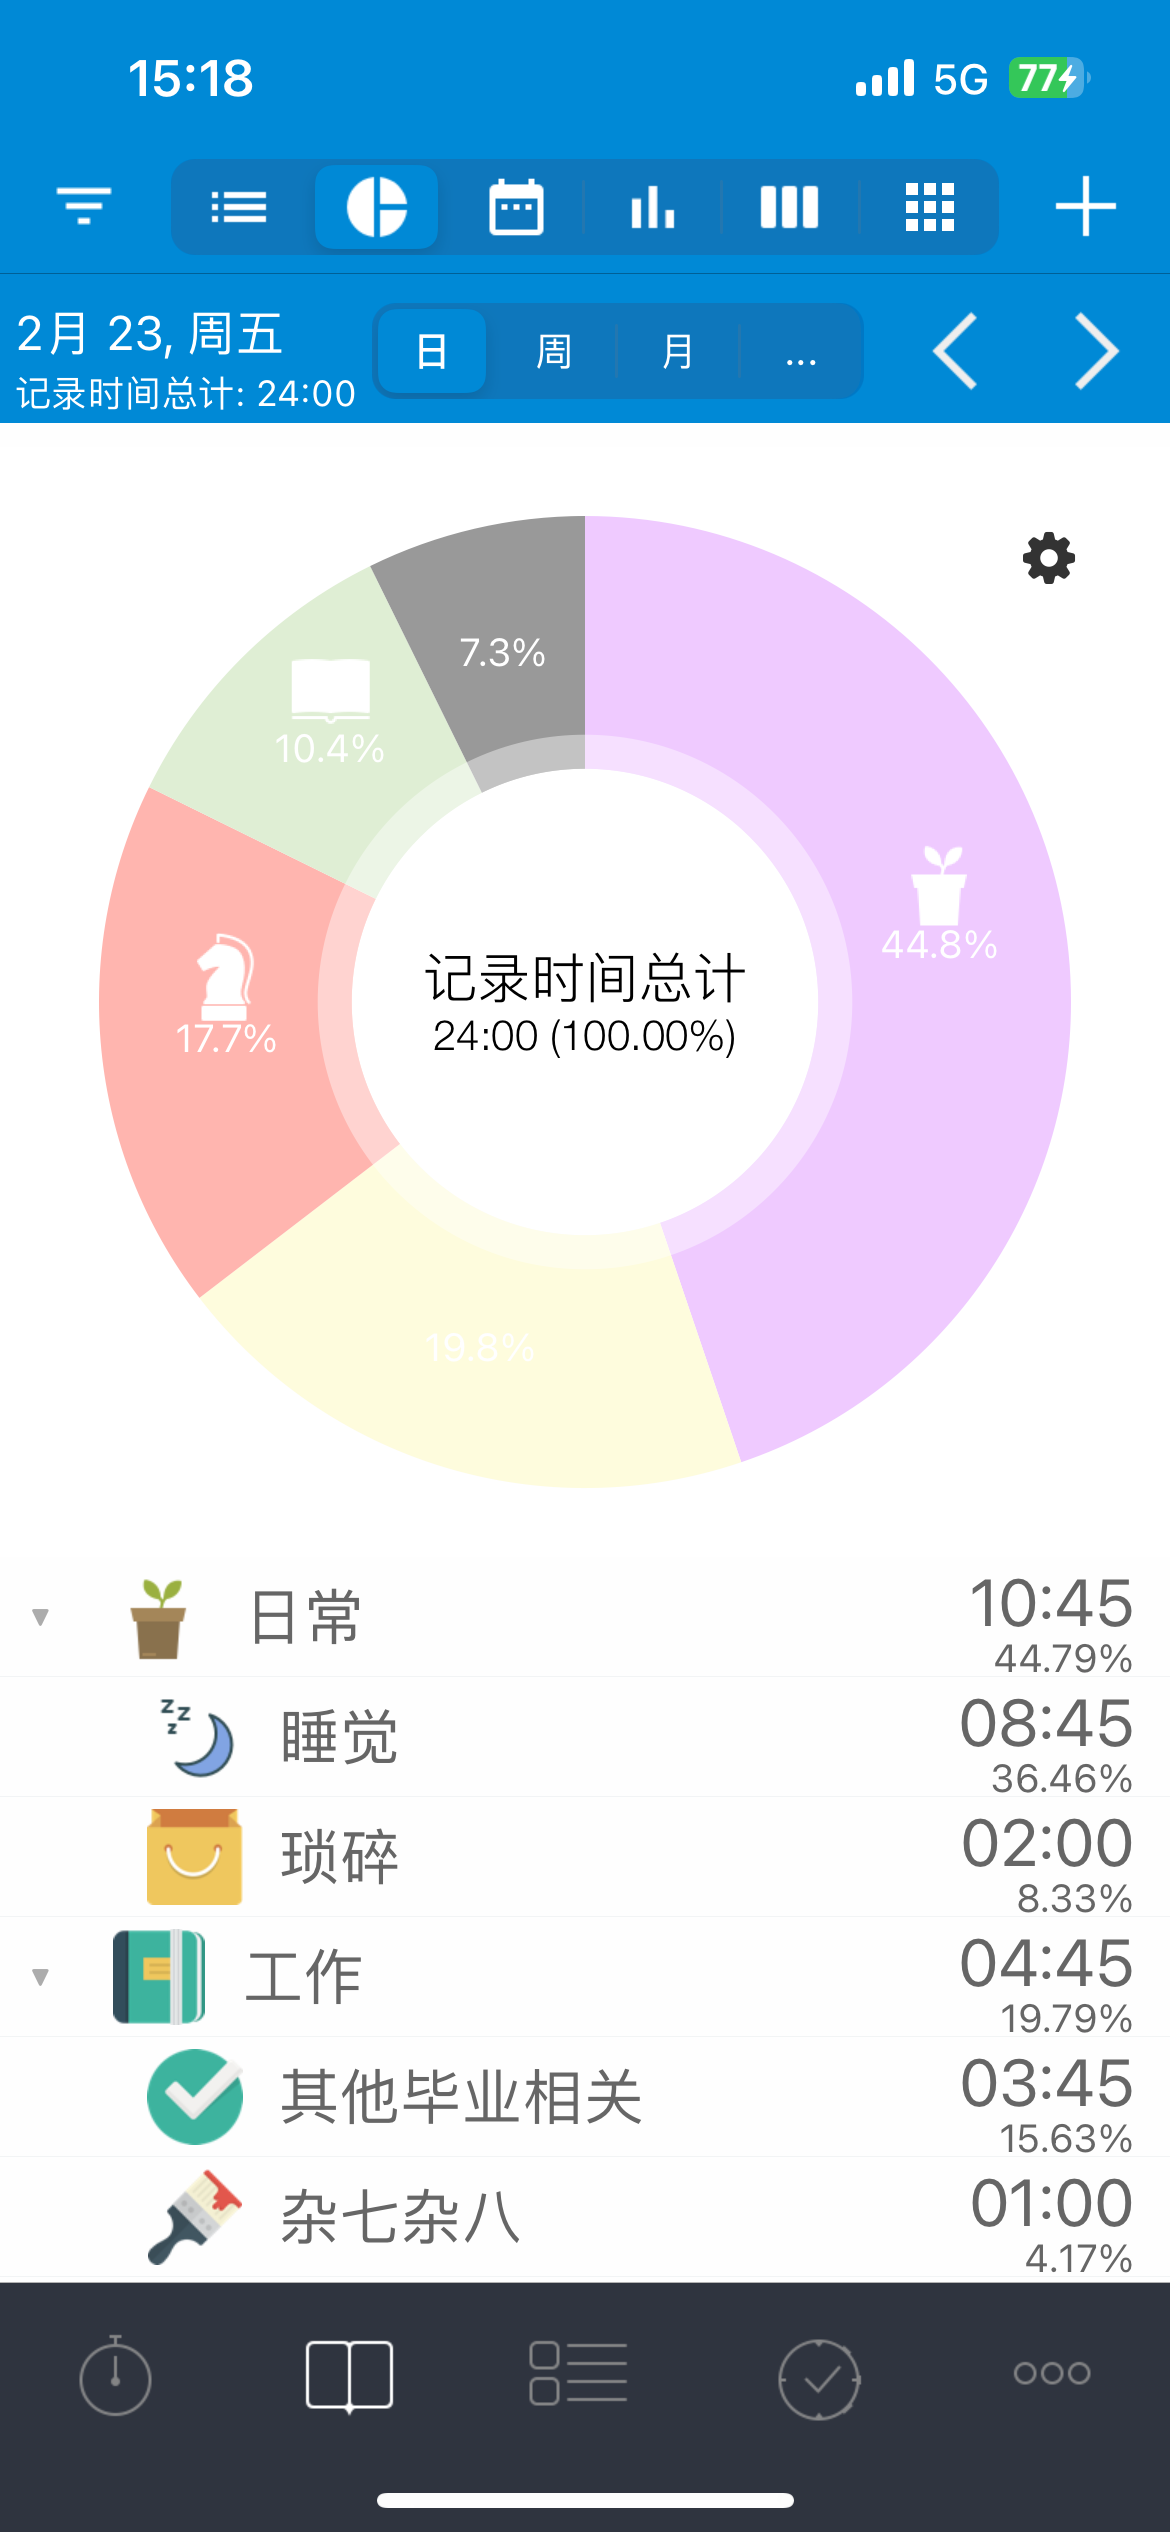 15:18
5G
77
2月 23, 周五
记录时间总计: 24:00
日
周
月
...
7.3%
10.4%
44.8%
17.7%
记录时间总计
24:00 (100.00%)
19.8%
日常
10:45
44.79%
睡觉
08:45
36.46%
琐碎
02:00
8.33%
工作
04:45
19.79%
其他毕业相关
03:45
15.63%
杂七杂八
01:00
4.17%